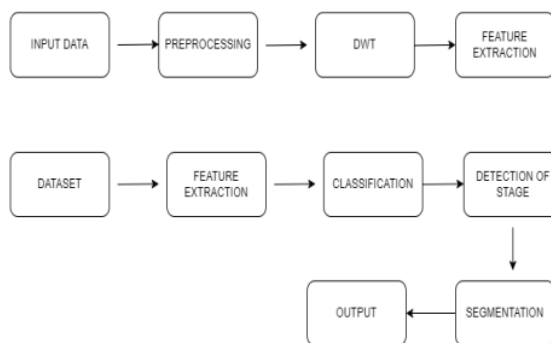 INPUT DATA
PREPROCESSING
DWT
FEATURE
EXTRACTION
DATASET
FEATURE
EXTRACTION
CLASSIFICATION
DETECTION OF
STAGE
OUTPUT
SEGMENTATION